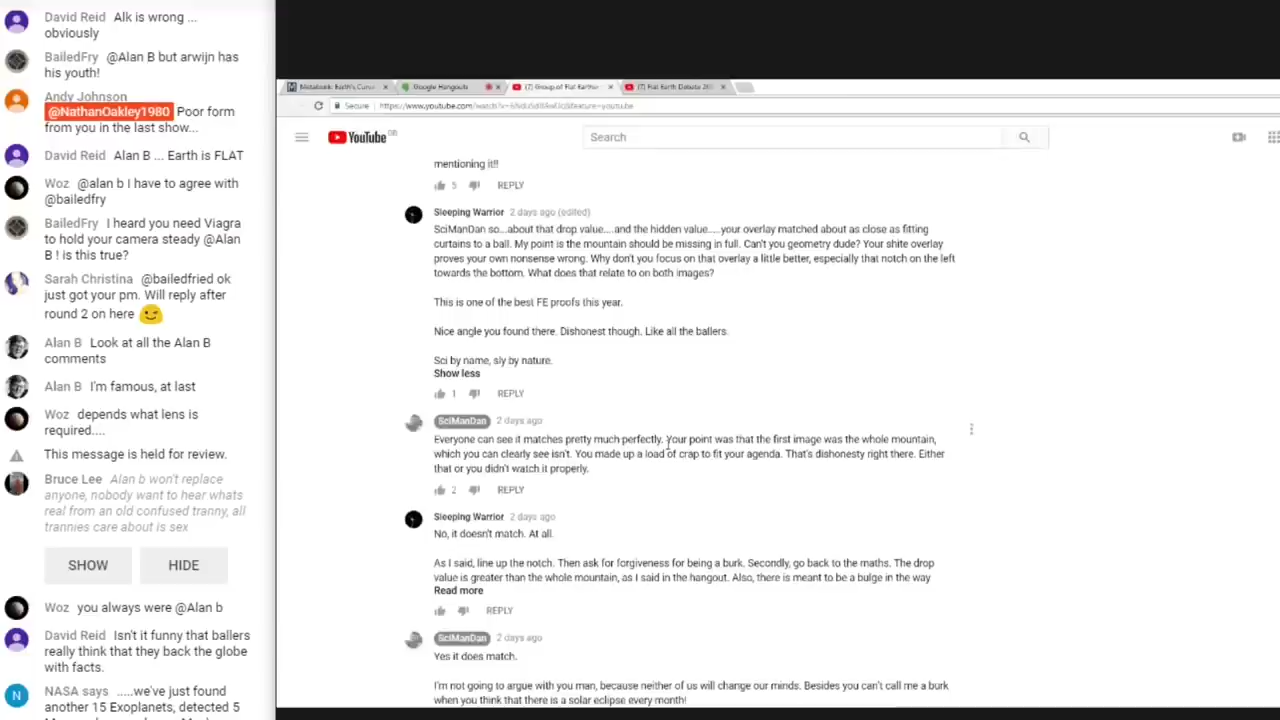 David Reid Alk is wrong ...
obviously
BailedFry @Alan B but arwijn has
his youth!
Andy Johnson
@NathanOakley1980 Poor form
from you in the last show...
David Reid Alan B ... Earth is FLAT
Woz @alan b I have to agree with
@bailedfry
BailedFry I heard you need Viagra
to hold your camera steady @Alan
B ! is this true?
Sarah Christina @bailedfried ok
just got your pm. Will reply after
round 2 on here
Alan B Look at all the Alan B
comments
Alan B I'm famous, at last
Woz depends what lens is
required....
This message is held for review.
Bruce Lee Alan b won't replace
anyone, nobody want to hear whats
real from an old confused tranny, all
trannies care about is sex
SHOW HIDE
Woz you always were @Alan b
David Reid Isn't it funny that ballers
really think that they back the globe
with facts.
NASA says .....we've just found
another 15 Exoplanets, detected 5
Metabunk: Earth's Curv
Google Hangouts
(7) Group of Flat Earther
(7) Flat Earth Debate
Secure https://www.youtube.com/watch?v=
YouTube GB
Search
mentioning it!!
5 REPLY
Sleeping Warrior 2 days ago (edited)
SciManDan so...about that drop value....and the hidden value.....your overlay matched about as close as fitting
curtains to a ball. My point is the mountain should be missing in full. Can't you geometry dude? Your shite overlay
proves your own nonsense wrong. Why don't you focus on that overlay a little better, especially that notch on the left
towards the bottom. What does that relate to on both images?
This is one of the best FE proofs this year.
Nice angle you found there. Dishonest though. Like all the ballers.
Sci by name, sly by nature.
Show less
1 REPLY
SciManDan 2 days ago
Everyone can see it matches pretty much perfectly. Your point was that the first image was the whole mountain,
which you can clearly see isn't. You made up a load of crap to fit your agenda. That's dishonesty right there. Either
that or you didn't watch it properly.
2 REPLY
Sleeping Warrior 2 days ago
No, it doesn't match. At all.
As I said, line up the notch. Then ask for forgiveness for being a burk. Secondly, go back to the maths. The drop
value is greater than the whole mountain, as I said in the hangout. Also, there is meant to be a bulge in the way
Read more
REPLY
SciManDan 2 days ago
Yes it does match.
I'm not going to argue with you man, because neither of us will change our minds. Besides you can't call me a burk
when you think that there is a solar eclipse every month!